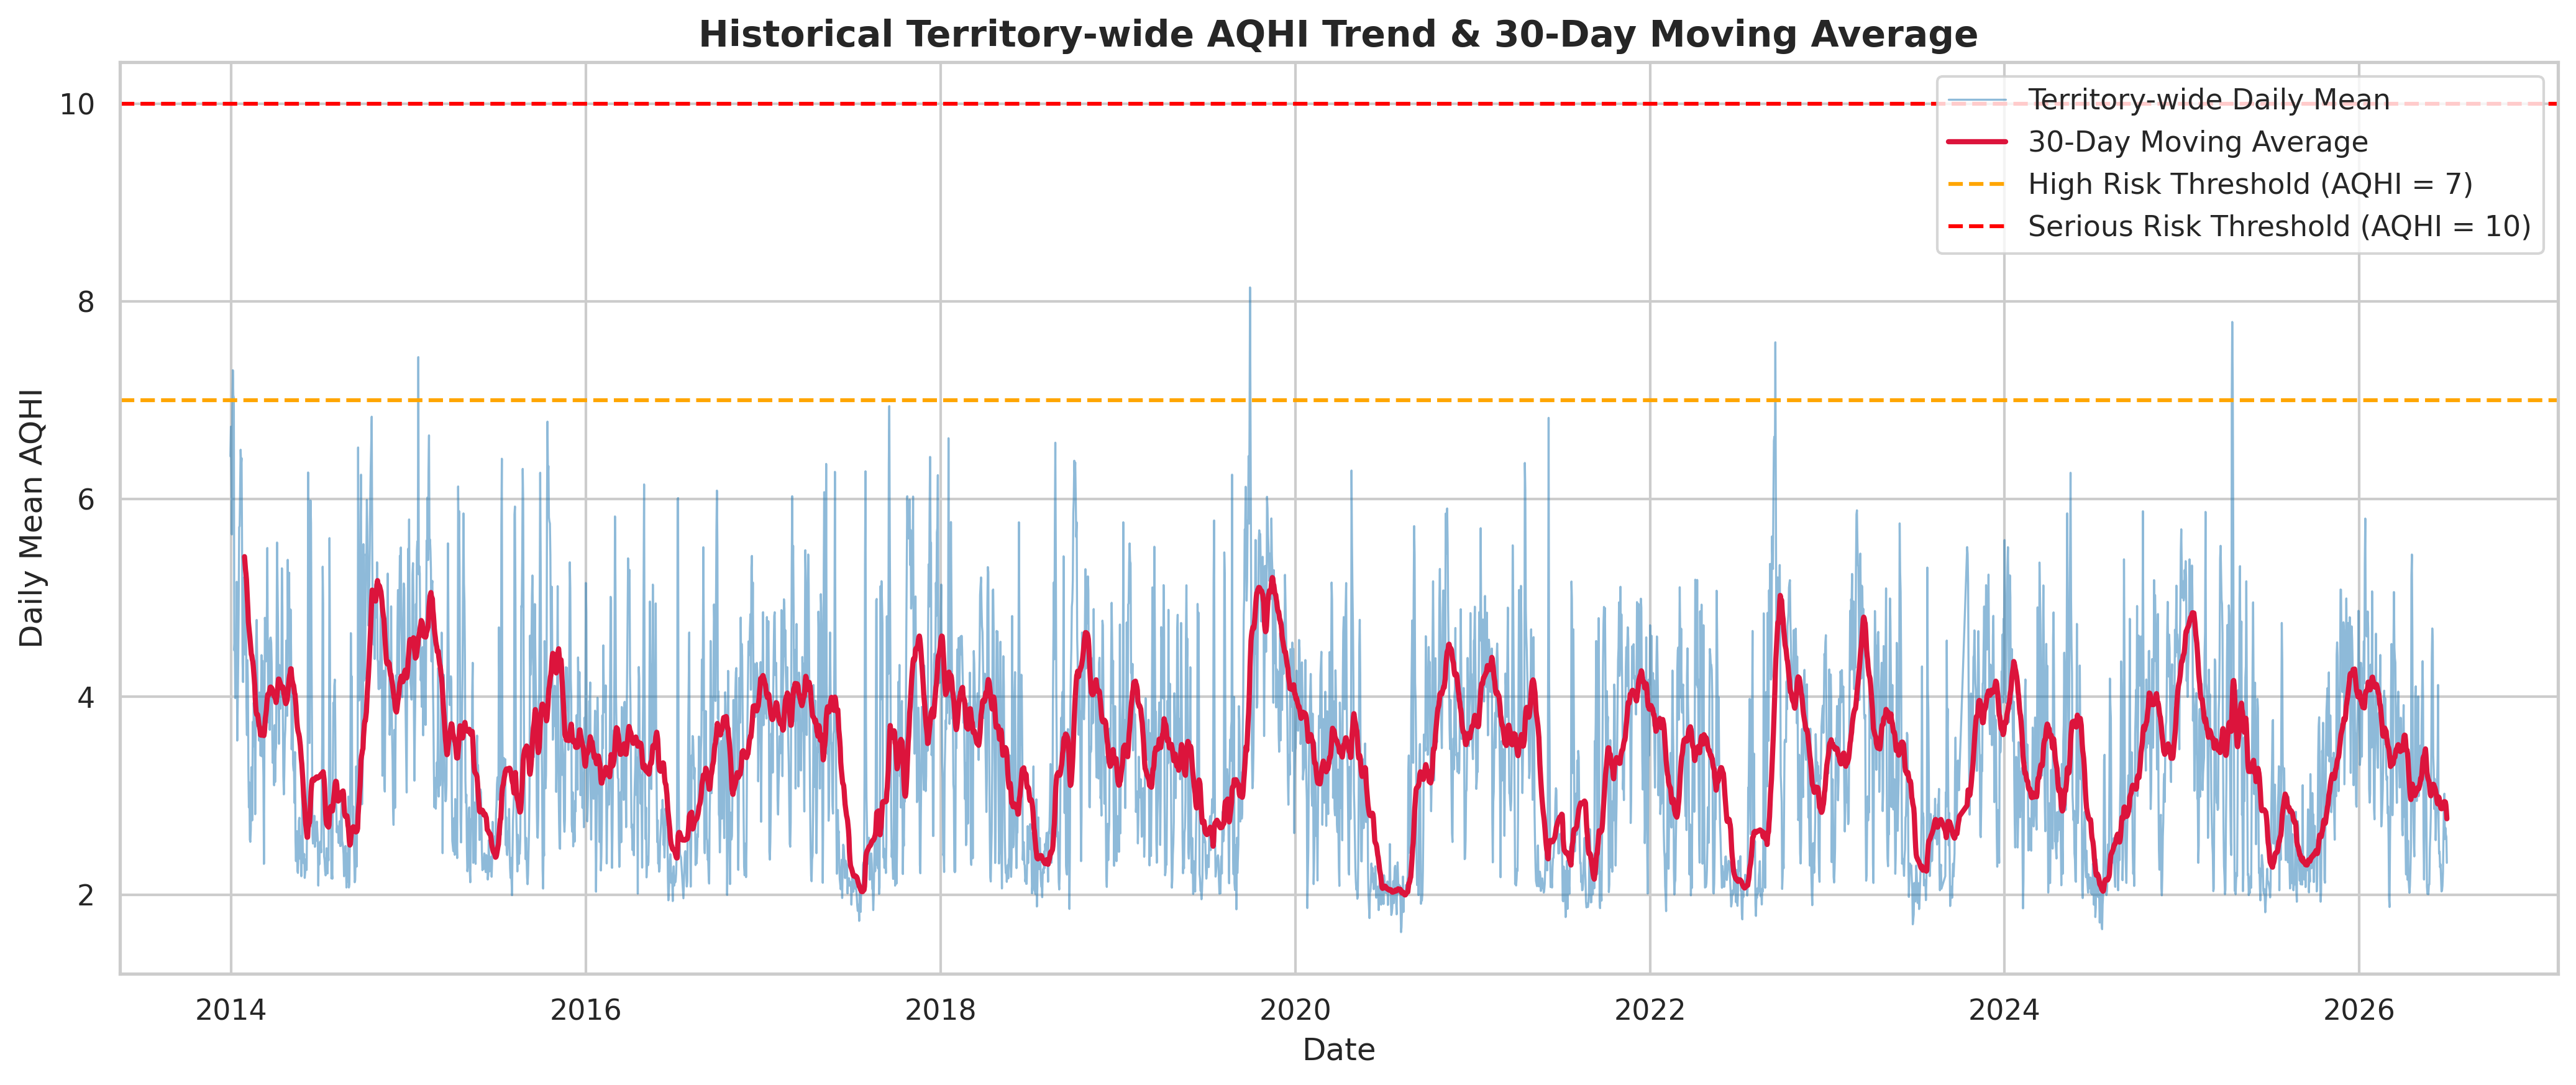 Historical Territory-wide AQHI Trend & 30-Day Moving Average
Territory-wide Daily Mean
30-Day Moving Average
High Risk Threshold (AQHI = 7)
Serious Risk Threshold (AQHI = 10)
Daily Mean AQHI
10
8
6
4
2
2014 2016 2018 2020 2022 2024 2026
Date